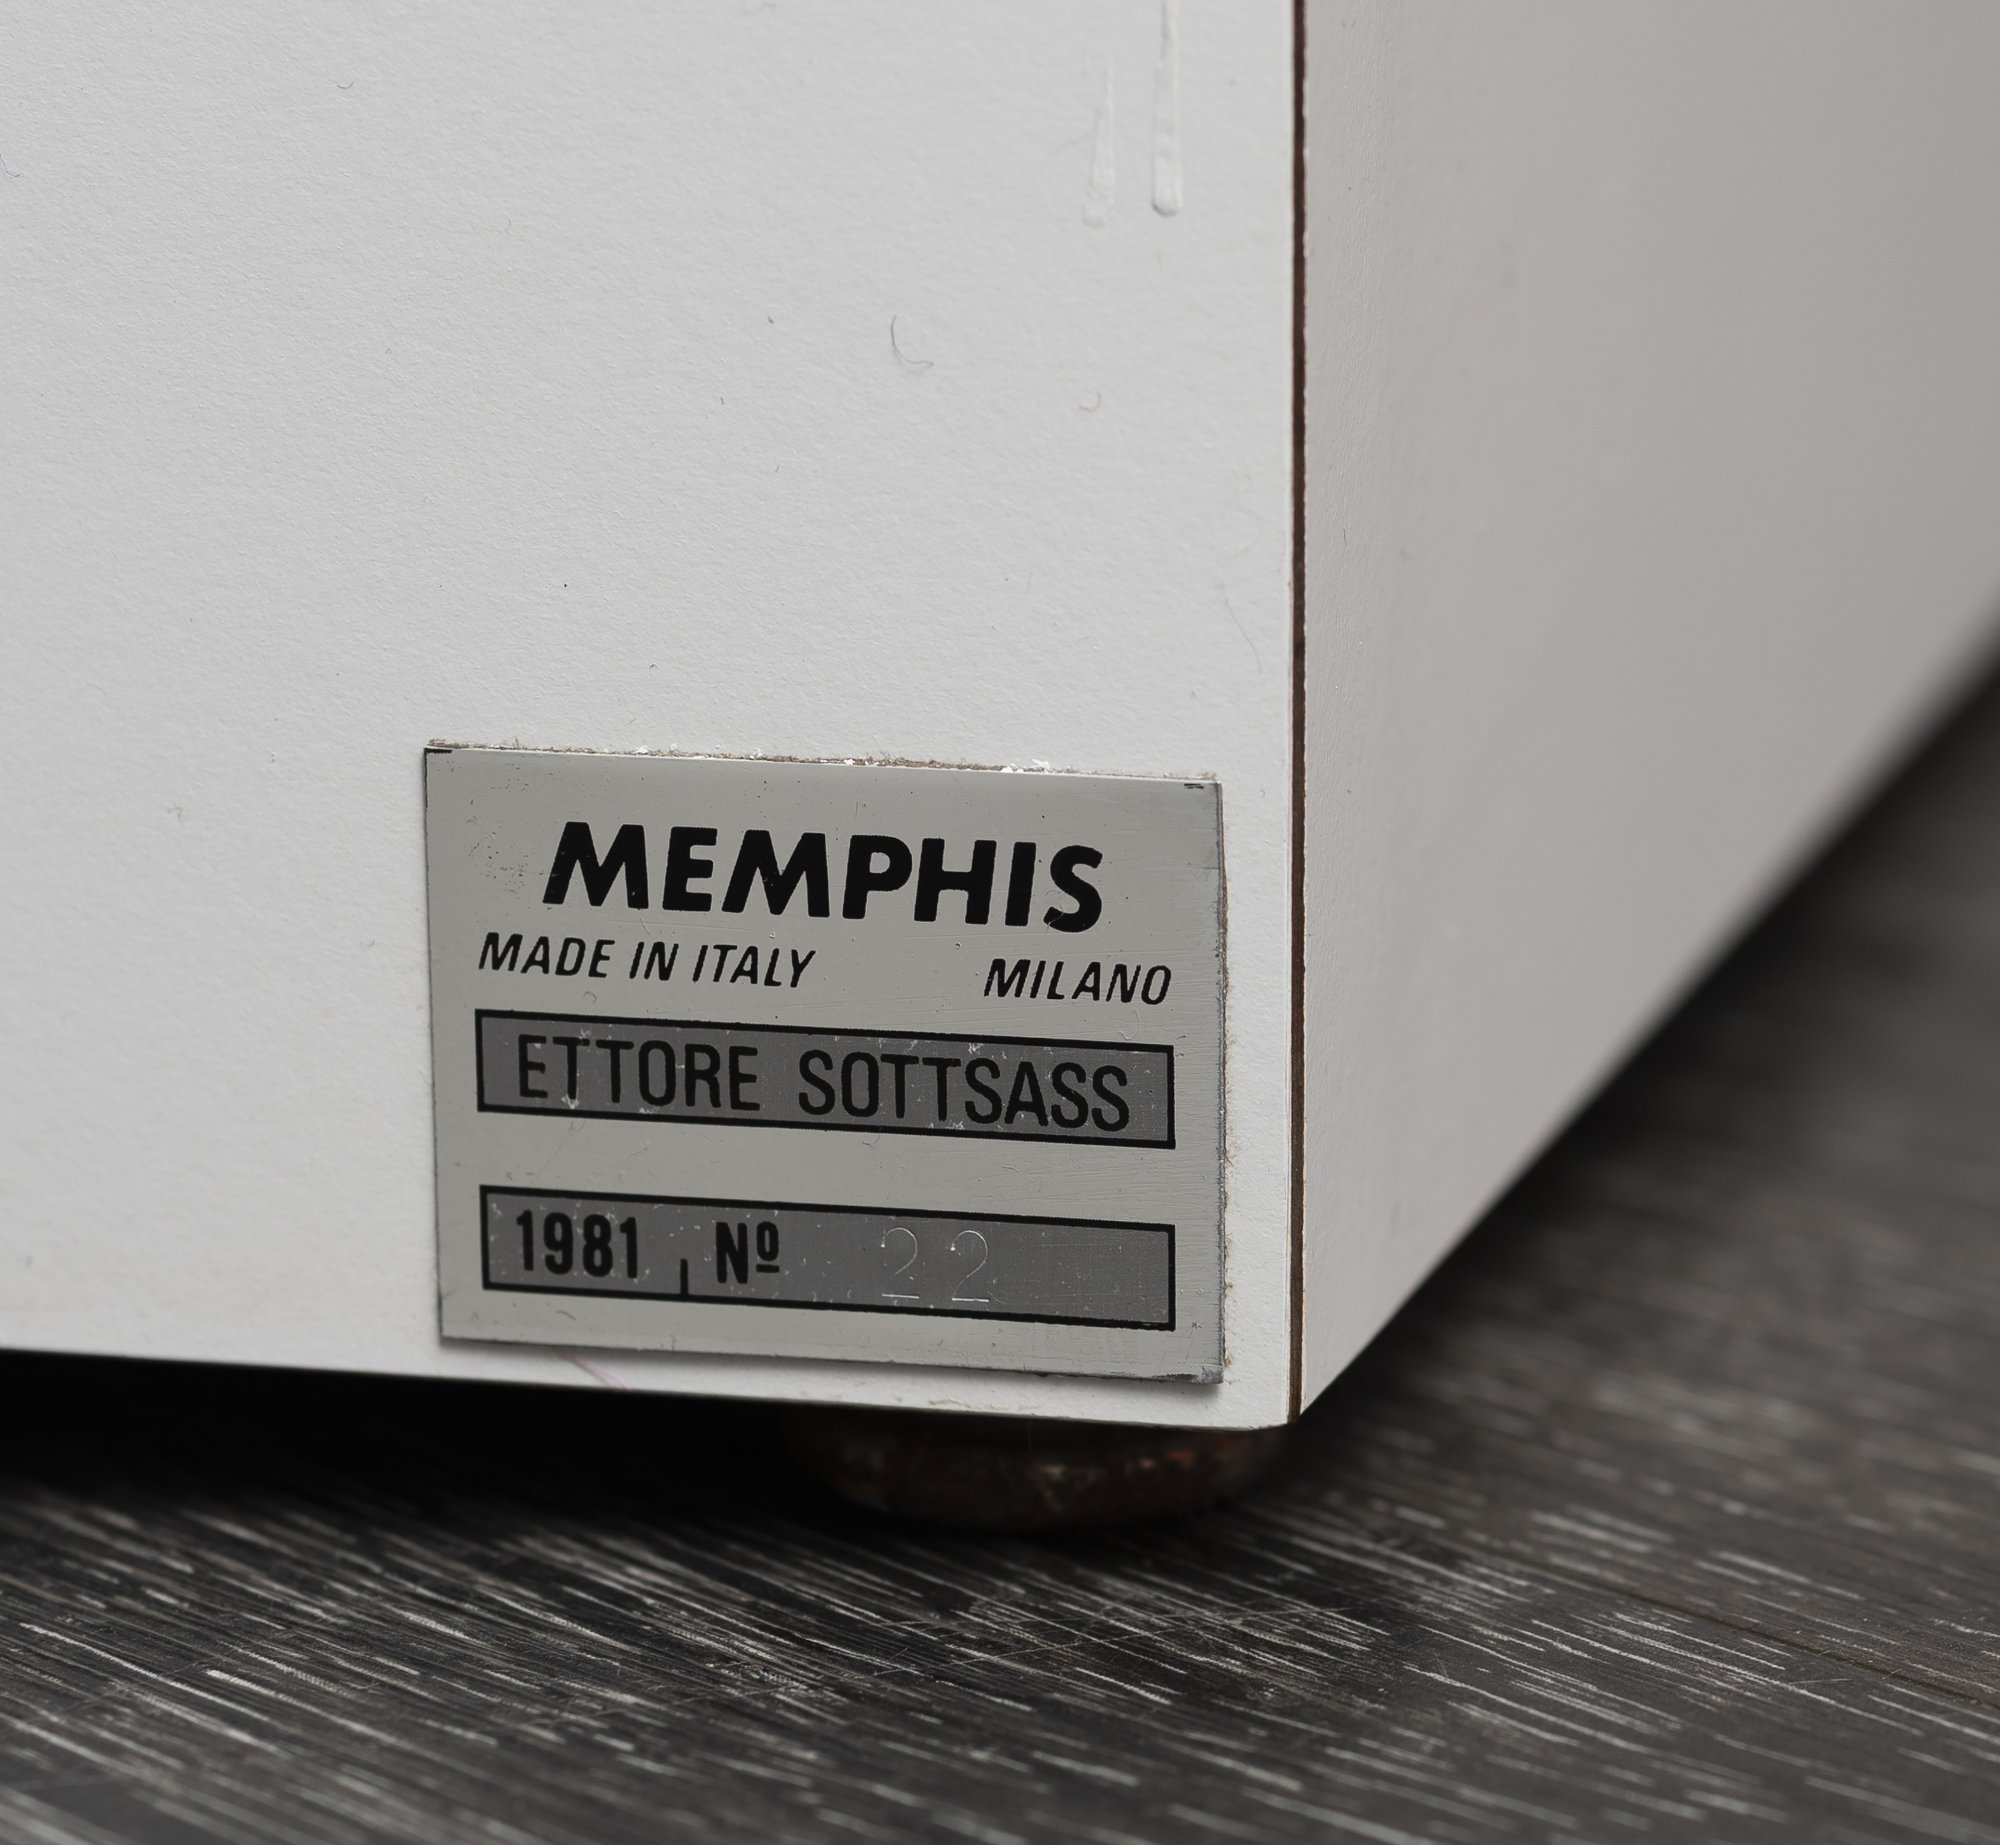 MEMPHIS
MADE IN ITALY MILANO
ETTORE SOTTSASS
1981 Nº 22